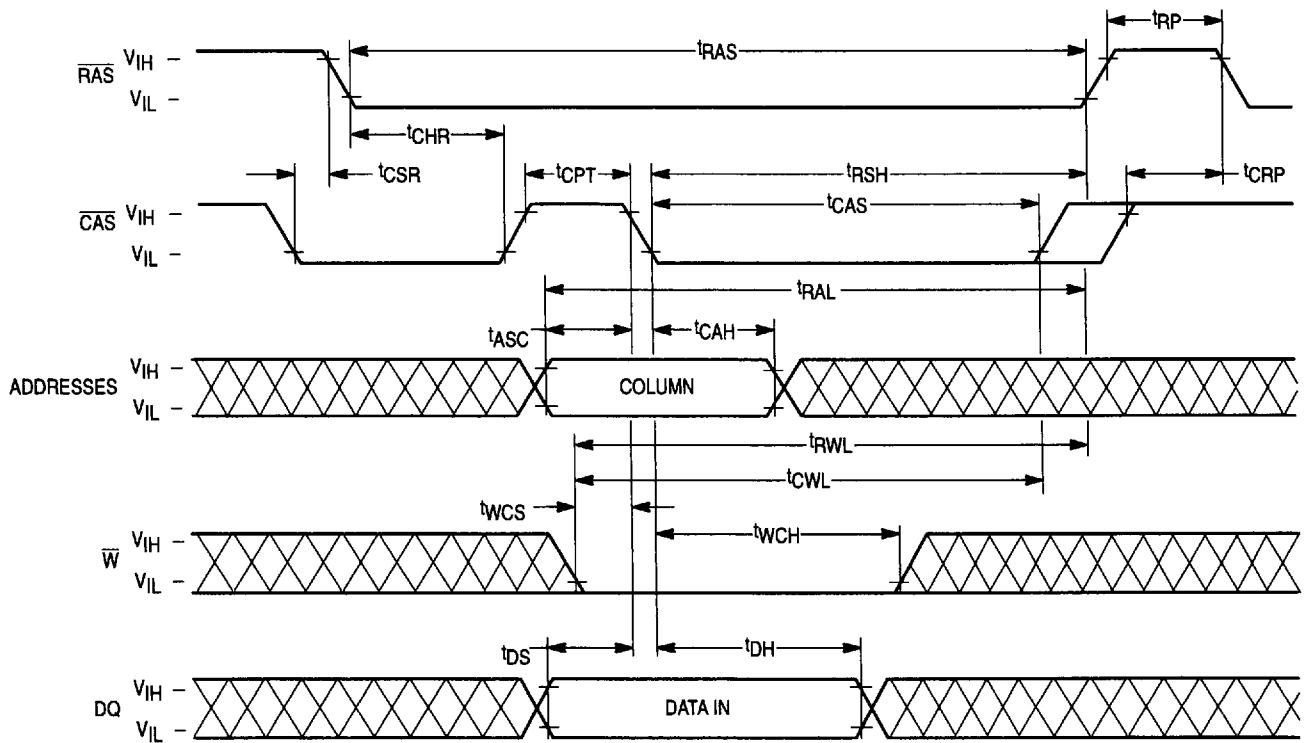 tRP
tRAS
RAS VIH
VIL
tCHR
tCSR tCPT tRSH tCRP
tCAS
CAS VIH
VIL
tRAL
tASC tCAH
VIH
ADDRESSES COLUMN
VIL
tRWL
tCWL
tWCS
tWCH
VIH
W
VIL
tDS tDH
VIH
DQ DATA IN
VIL